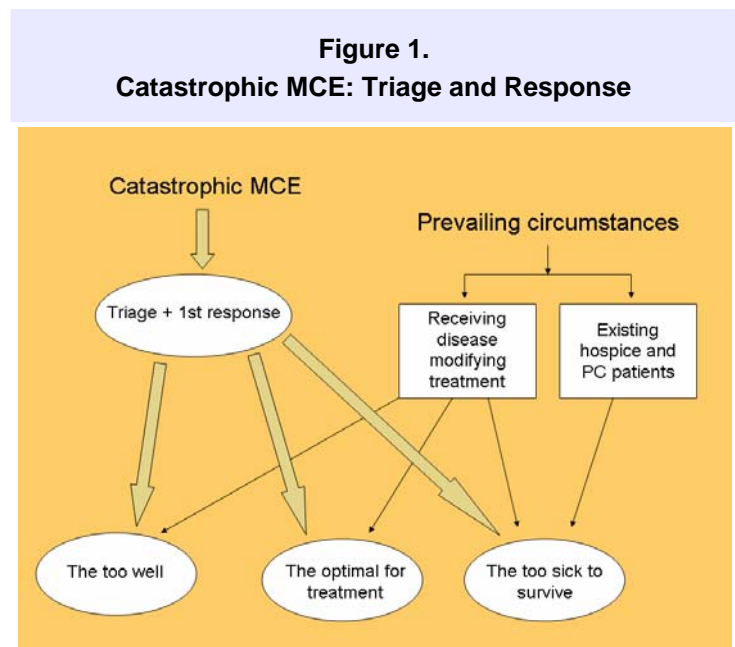 Figure 1.
Catastrophic MCE: Triage and Response
Catastrophic MCE
Prevailing circumstances
Triage + 1st response
Receiving
disease
modifying
treatment
Existing
hospice and
PC patients
The too well
The optimal for
treatment
The too sick to
survive